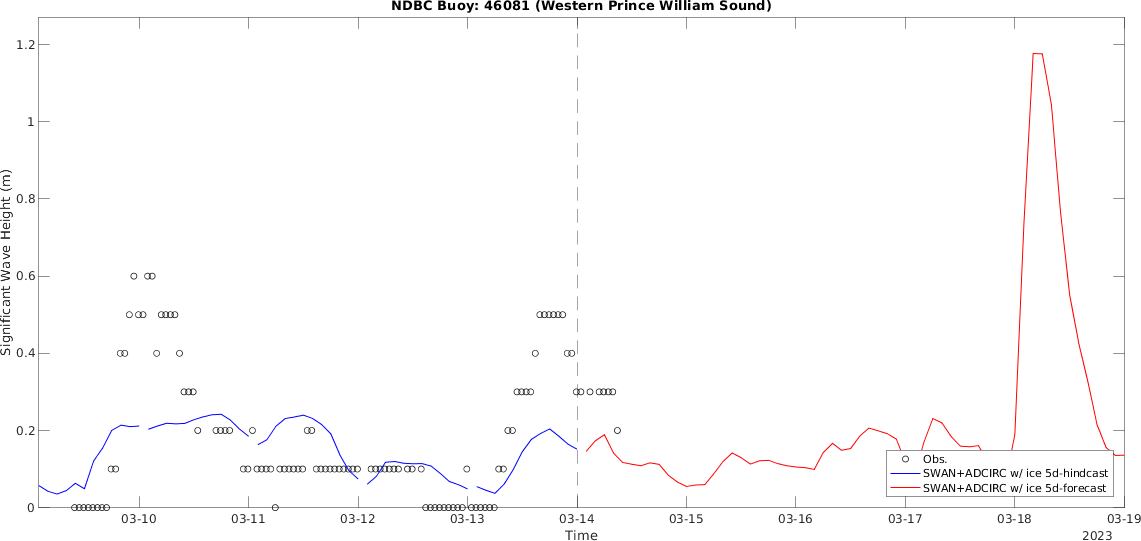 NDBC Buoy: 46081 (Western Prince William Sound)
Significant Wave Height (m)
1.2
1
0.8
0.6
0.4
0.2
0
Obs.
SWAN+ADCIRC w/ ice 5d-hindcast
SWAN+ADCIRC w/ ice 5d-forecast
03-10 03-11 03-12 03-13 03-14 03-15 03-16 03-17 03-18 03-19
Time
2023